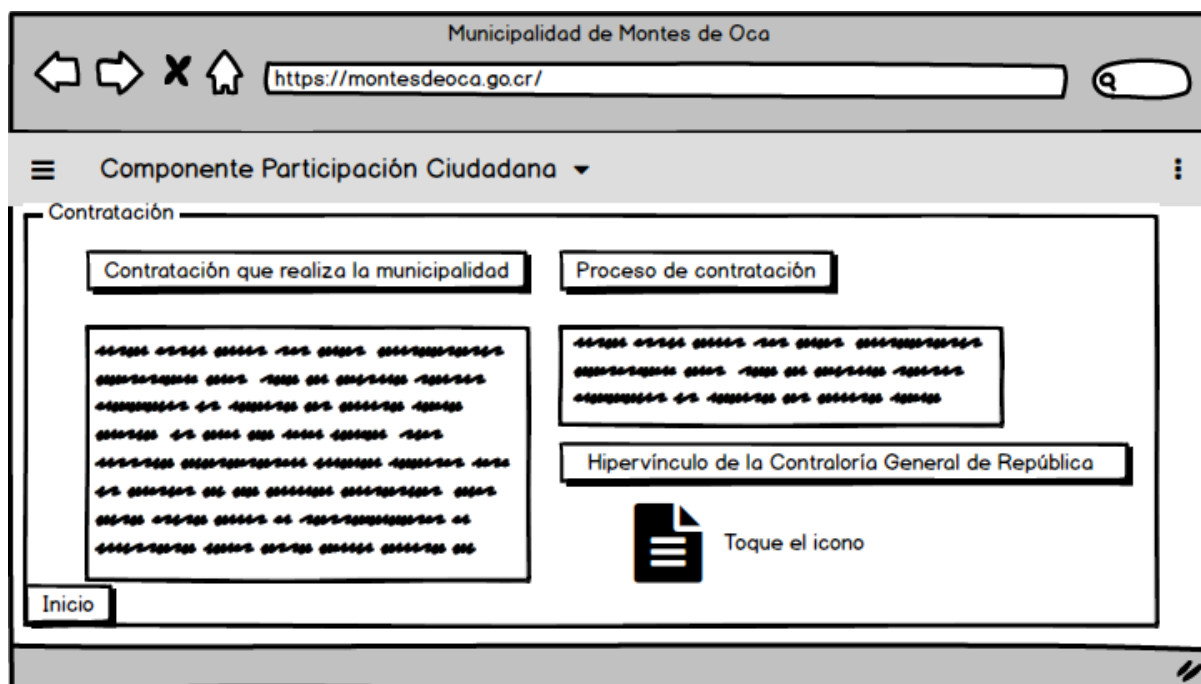 Municipalidad de Montes de Oca
https://montesdeoca.go.cr/
Componente Participación Ciudadana
Contratación
Contratación que realiza la municipalidad
Proceso de contratación
Hipervínculo de la Contraloría General de República
Toque el icono
Inicio